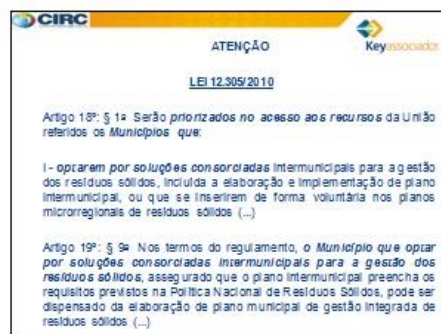 CIRC
Keyassociados
ATENÇÃO
LEI 12.305/2010
Artigo 18º: § 1º Serão priorizados no acesso aos recursos da União
referidos os Municípios que:
I - optarem por soluções consorciadas intermunicipais para a gestão
dos resíduos sólidos, incluída a elaboração e implementação de plano
intermunicipal, ou que se inserirem de forma voluntária nos planos
microrregionais de resíduos sólidos (...)
Artigo 19º: § 9º Nos termos do regulamento, o Município que optar
por soluções consorciadas intermunicipais para a gestão dos
resíduos sólidos, assegurado que o plano intermunicipal preencha os
requisitos previstos na Política Nacional de Resíduos Sólidos, pode ser
dispensado da elaboração de plano municipal de gestão integrada de
resíduos sólidos (...)